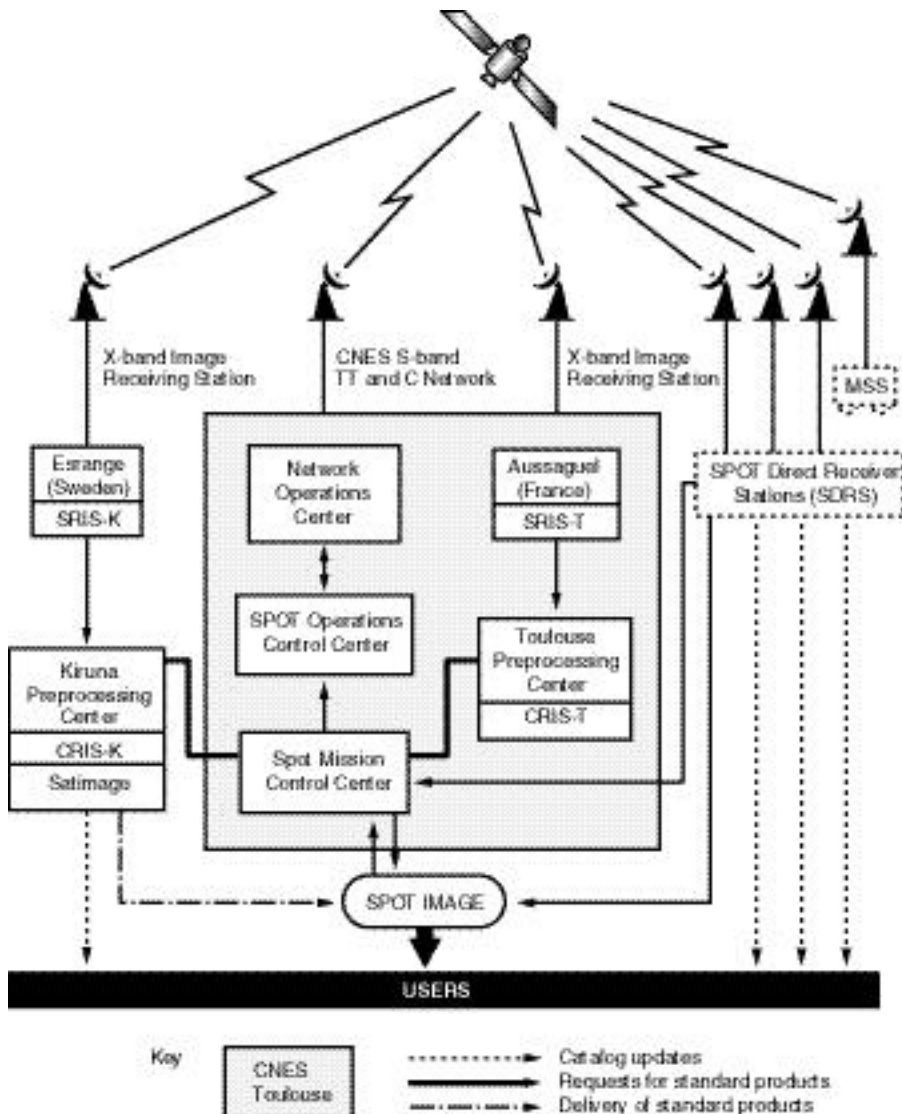 X-band Image
Receiving Station
CNES S-band
TT and C Network
X-band Image
Receiving Station
MSS
Esrange
(Sweden)
SRIS-K
Network
Operations
Center
Aussaguel
(France)
SRIS-T
SPOT Direct Receiver
Stations (SDRS)
SPOT Operations
Control Center
Toulouse
Preprocessing
Center
CRIS-T
Kiruna
Preprocessing
Center
CRIS-K
Satimage
Spot Mission
Control Center
SPOT IMAGE
USERS
Key
CNES
Toulouse
Catalog updates
Requests for standard products
Delivery of standard products